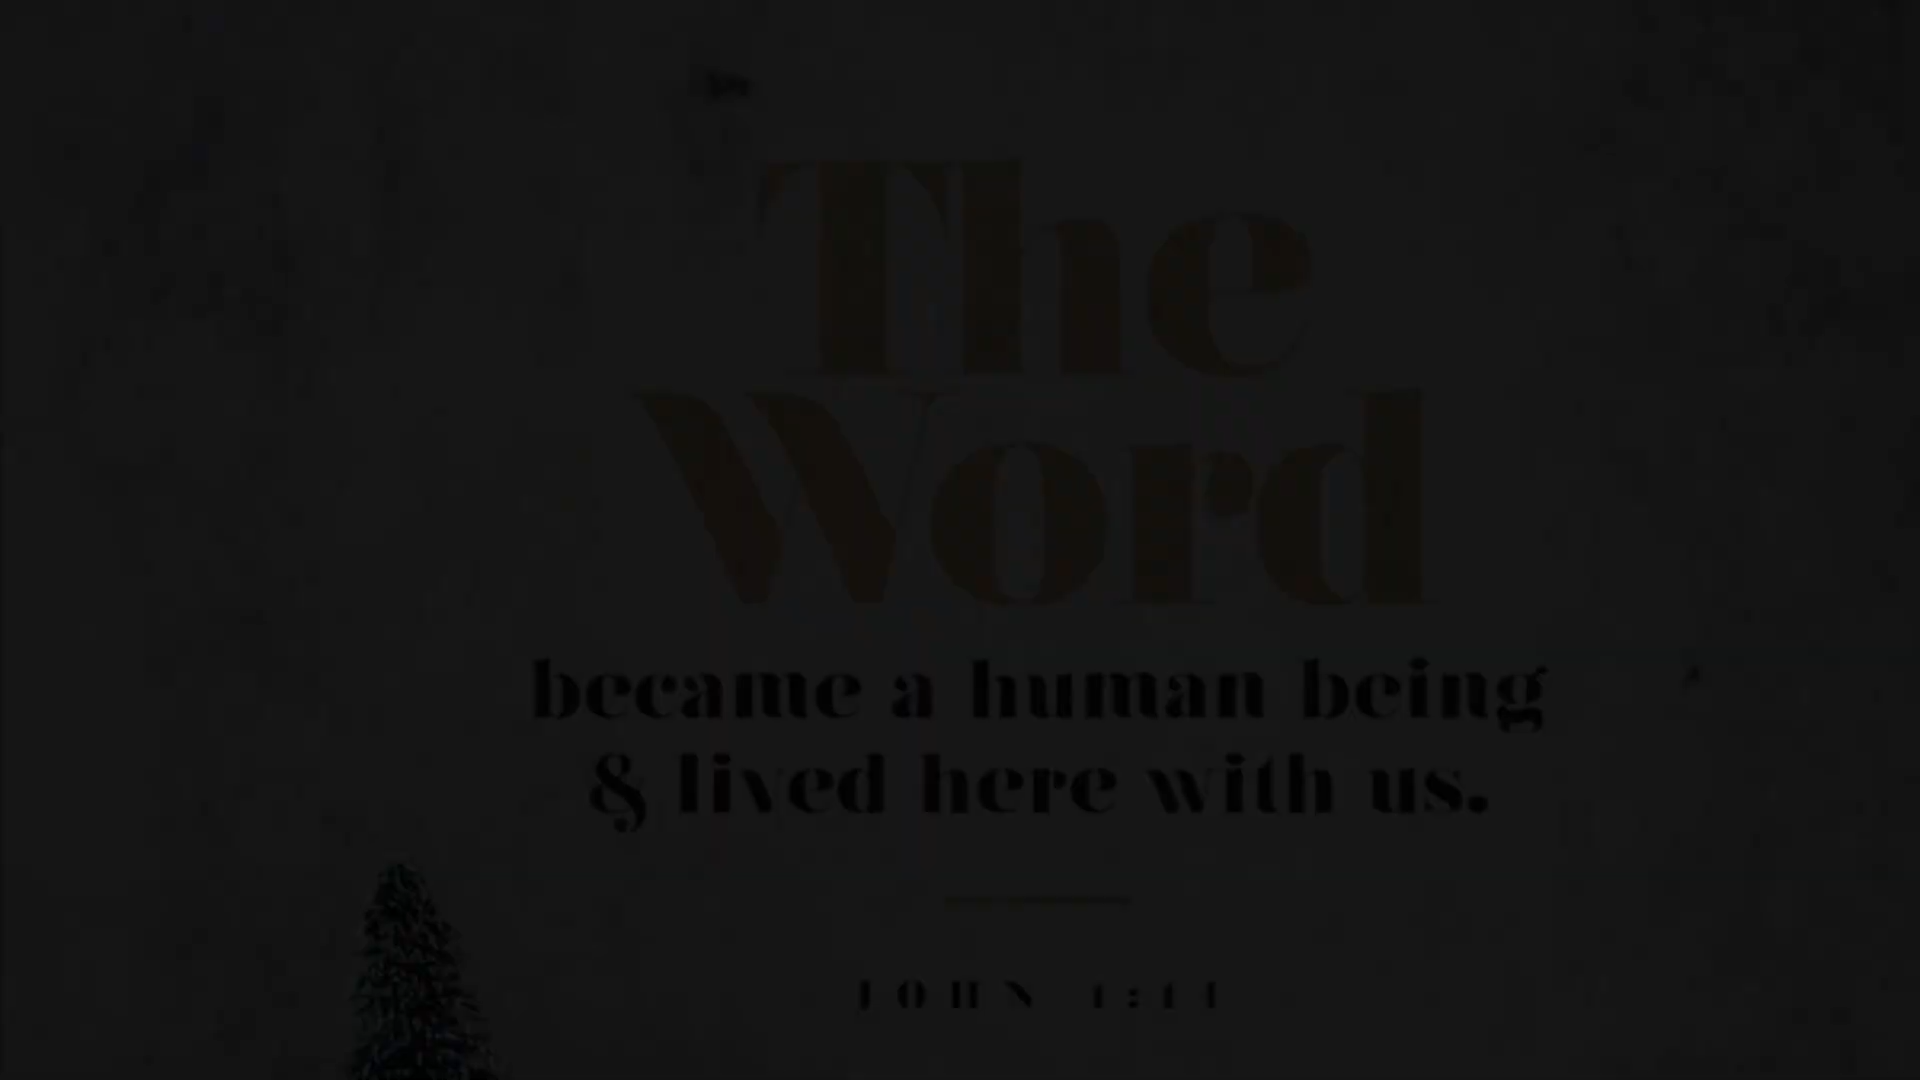 The
Word
became a human being
& lived here with us.
JOHN 1:14